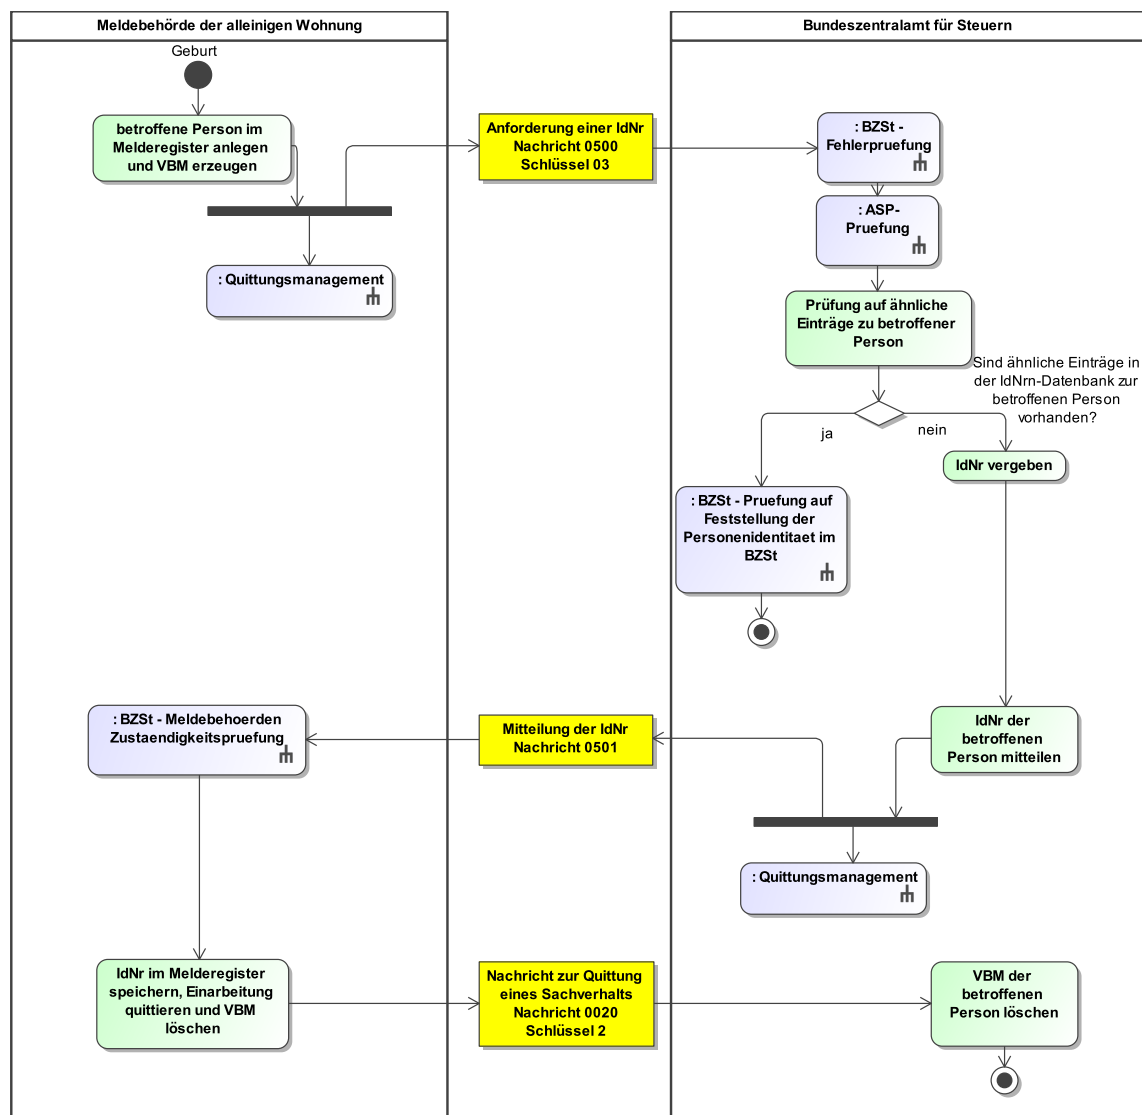 Meldebehörde der alleinigen Wohnung
Bundeszentralamt für Steuern
Geburt
betroffene Person im
Melderegister anlegen
und VBM erzeugen
Anforderung einer IdNr
Nachricht 0500
Schlüssel 03
: BZSt -
Fehlerpruefung
: ASP-
Pruefung
: Quittungsmanagement
Prüfung auf ähnliche
Einträge zu betroffener
Person
Sind ähnliche Einträge in
der IdNrn-Datenbank zur
betroffenen Person
vorhanden?
ja
nein
IdNr vergeben
: BZSt - Pruefung auf
Feststellung der
Personenidentitaet im
BZSt
: BZSt - Meldebehoerden
Zustaendigkeitspruefung
Mitteilung der IdNr
Nachricht 0501
IdNr der
betroffenen
Person mitteilen
: Quittungsmanagement
IdNr im Melderegister
speichern, Einarbeitung
quittieren und VBM
löschen
Nachricht zur Quittung
eines Sachverhalts
Nachricht 0020
Schlüssel 2
VBM der
betroffenen
Person löschen